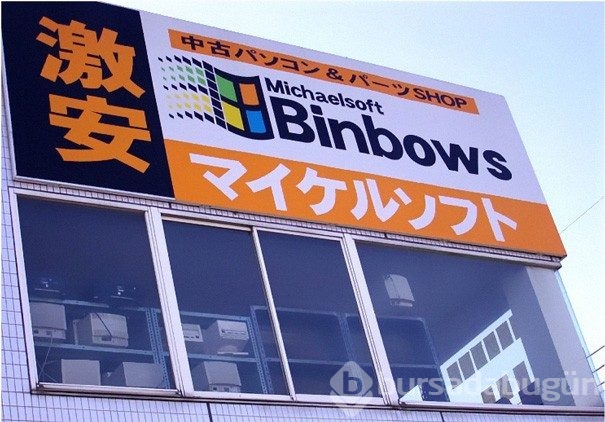 激安
中古パソコン＆パーツSHOP
Michaelsoft
Binbows
マイケルソフト
bursadabugün